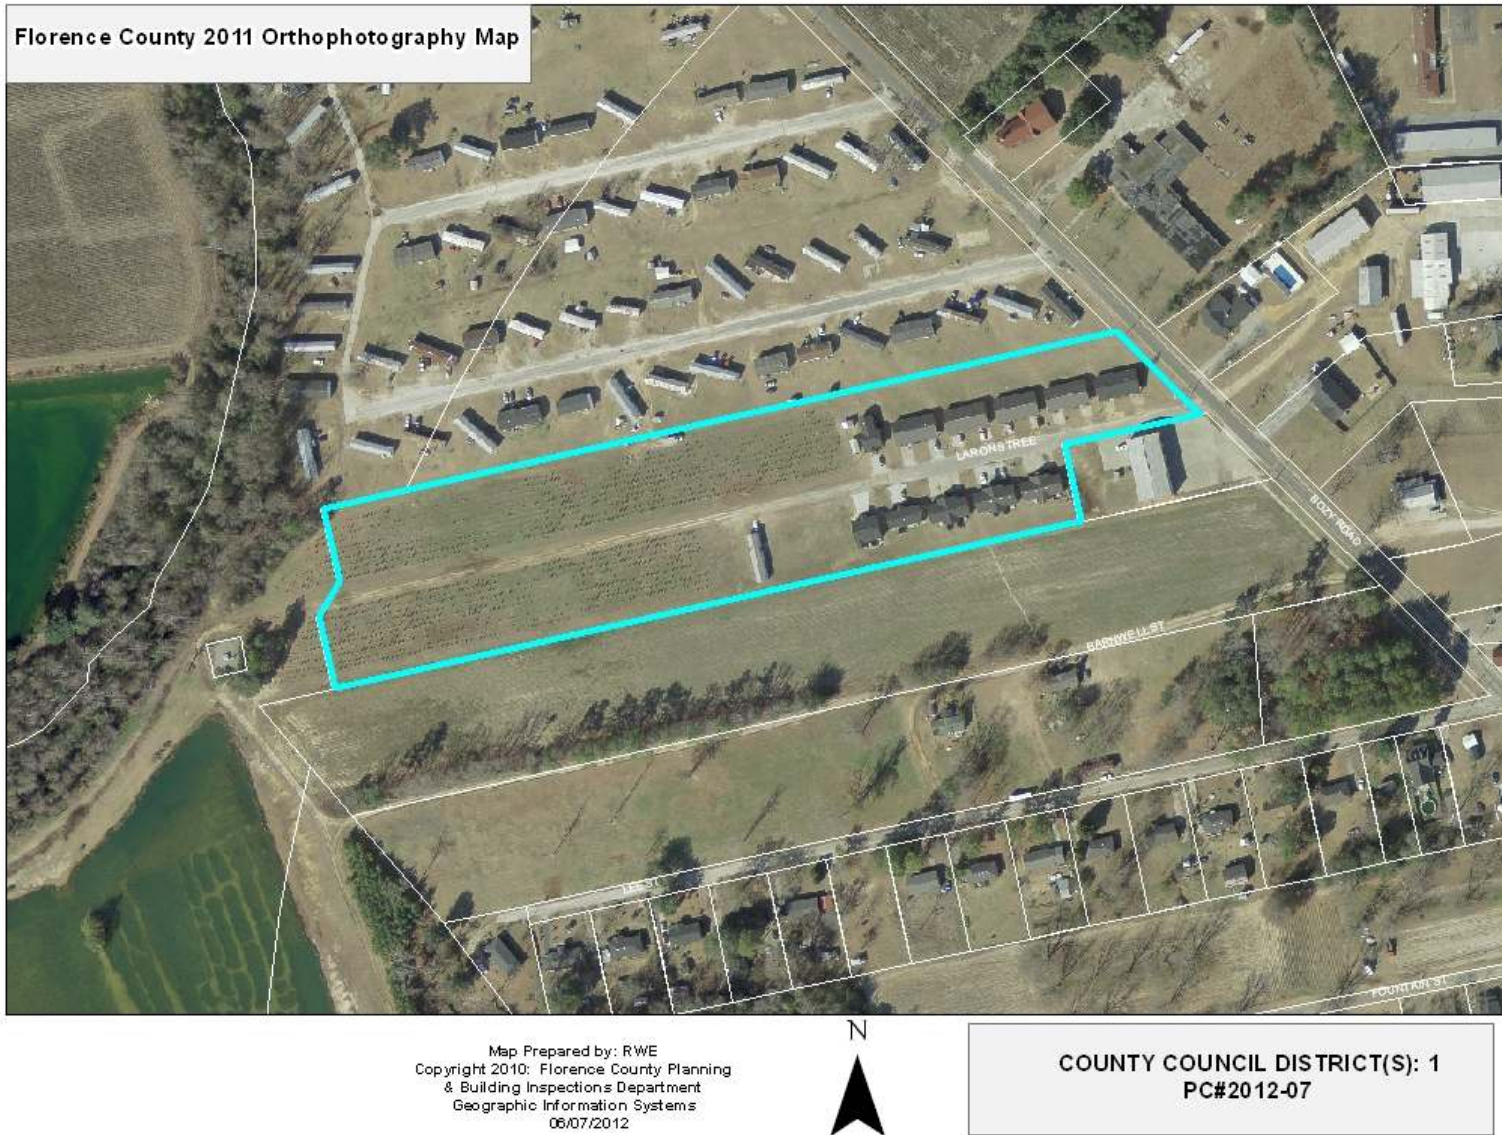 Florence County 2011 Orthophotography Map
LARONS TREE
BOZY ROAD
BARNWELL ST
LEE ST
FOUNTAIN ST
Map Prepared by: RWE
Copyright 2010: Florence County Planning
& Building Inspections Department
Geographic Information Systems
06/07/2012
N
COUNTY COUNCIL DISTRICT(S): 1
PC#2012-07